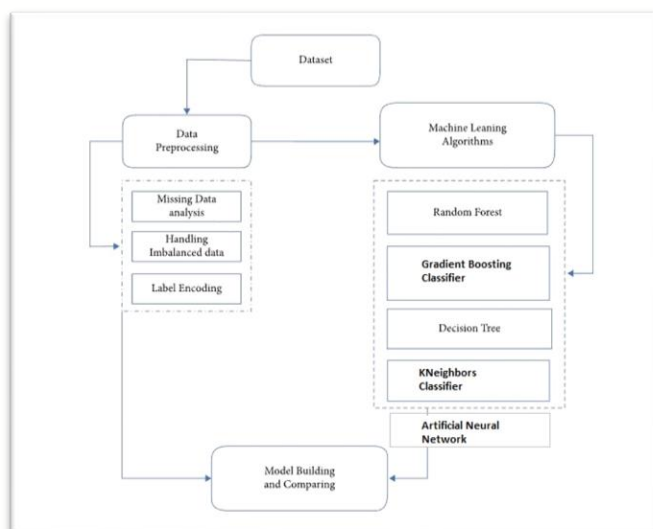 Dataset
Data
Preprocessing
Machine Leaning
Algorithms
Missing Data
analysis
Handling
Imbalanced data
Label Encoding
Random Forest
Gradient Boosting
Classifier
Decision Tree
KNeighbors
Classifier
Artificial Neural
Network
Model Building
and Comparing